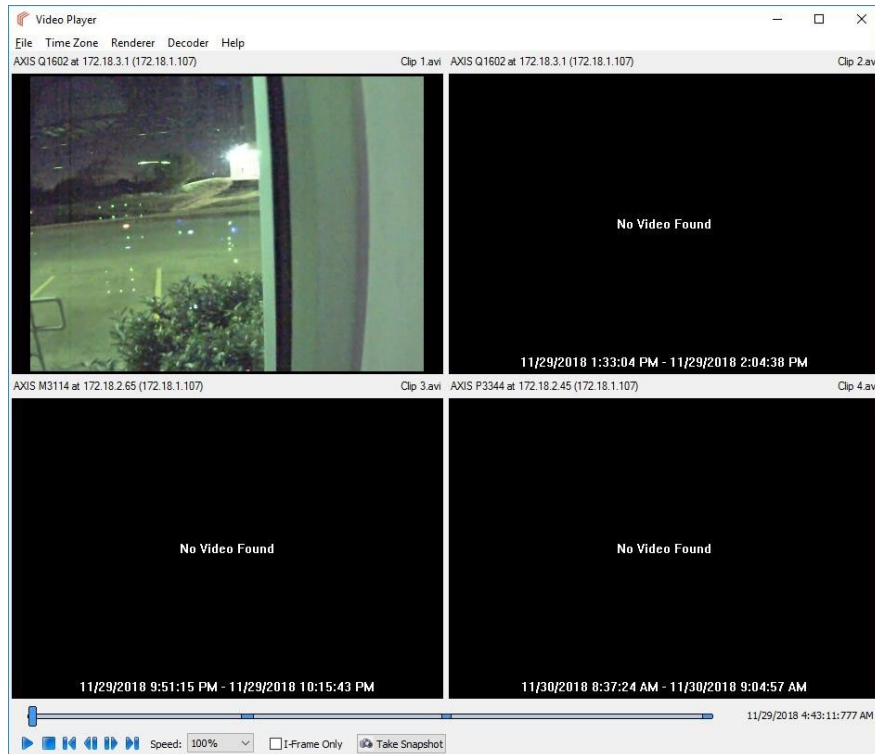 Video Player
File Time Zone Renderer Decoder Help
AXIS Q1602 at 172.18.3.1 (172.18.1.107) Clip 1.avi AXIS Q1602 at 172.18.3.1 (172.18.1.107) Clip 2.av
No Video Found
11/29/2018 1:33:04 PM - 11/29/2018 2:04:38 PM
AXIS M3114 at 172.18.2.65 (172.18.1.107) Clip 3.avi AXIS P3344 at 172.18.2.45 (172.18.1.107) Clip 4.av
No Video Found No Video Found
11/29/2018 9:51:15 PM - 11/29/2018 10:15:43 PM 11/30/2018 8:37:24 AM - 11/30/2018 9:04:57 AM
11/29/2018 4:43:11:777 AM
Speed: 100% I-Frame Only Take Snapshot